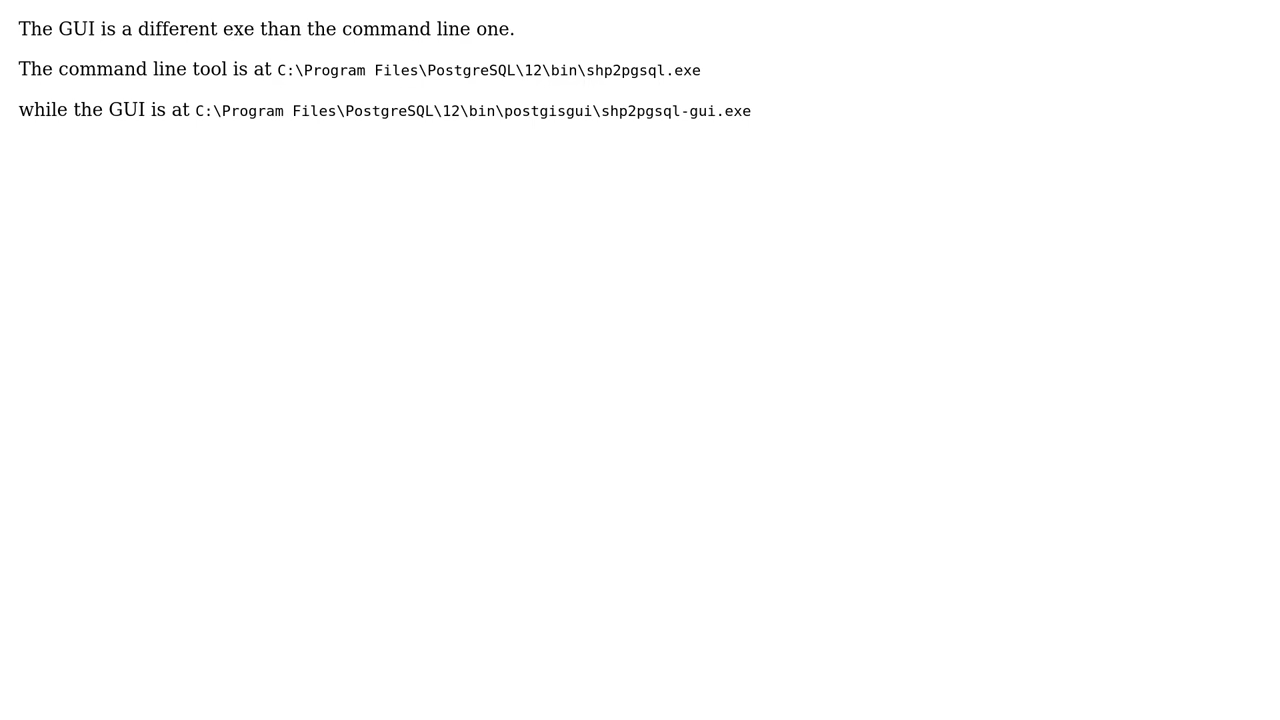 The GUI is a different exe than the command line one.
The command line tool is at C:\Program Files\PostgreSQL\12\bin\shp2pgsql.exe
while the GUI is at C:\Program Files\PostgreSQL\12\bin\postgisgui\shp2pgsql-gui.exe